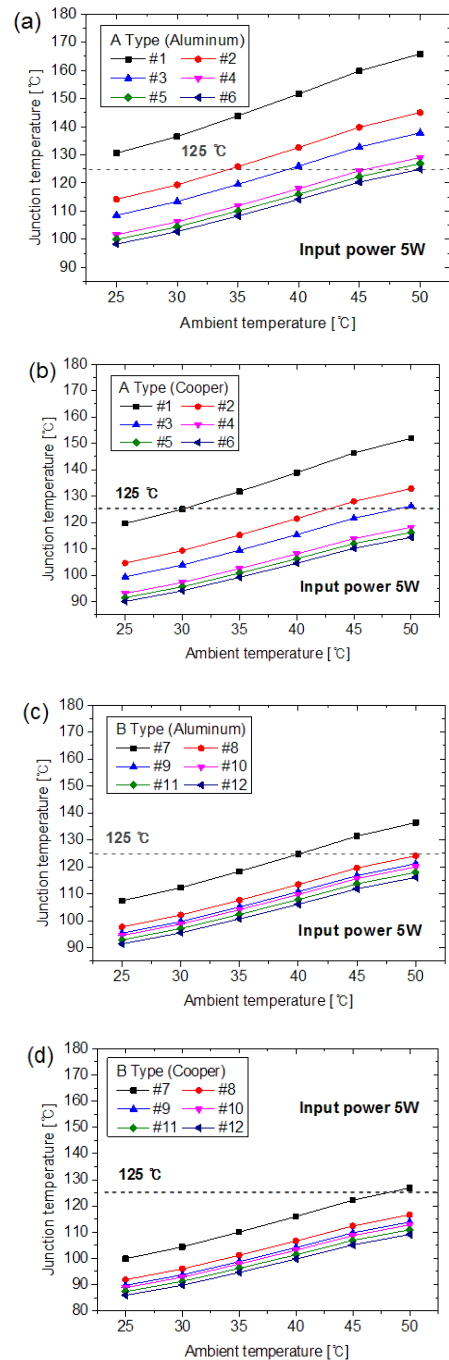 (a)
180
170
160
150
140
130
120
110
100
90
Junction temperature [℃]
A Type (Aluminum)
#1 #2
#3 #4
#5 #6
125 ℃
Input power 5W
25 30 35 40 45 50
Ambient temperature [℃]
(b)
180
170
160
150
140
130
120
110
100
90
Junction temperature [℃]
A Type (Cooper)
#1 #2
#3 #4
#5 #6
125 ℃
Input power 5W
25 30 35 40 45 50
Ambient temperature [℃]
(c)
180
170
160
150
140
130
120
110
100
90
Junction temperature [℃]
B Type (Aluminum)
#7 #8
#9 #10
#11 #12
125 ℃
Input power 5W
25 30 35 40 45 50
Ambient temperature [℃]
(d)
180
170
160
150
140
130
120
110
100
90
80
Junction temperature [℃]
B Type (Cooper)
#7 #8
#9 #10
#11 #12
Input power 5W
125 ℃
25 30 35 40 45 50
Ambient temperature [℃]